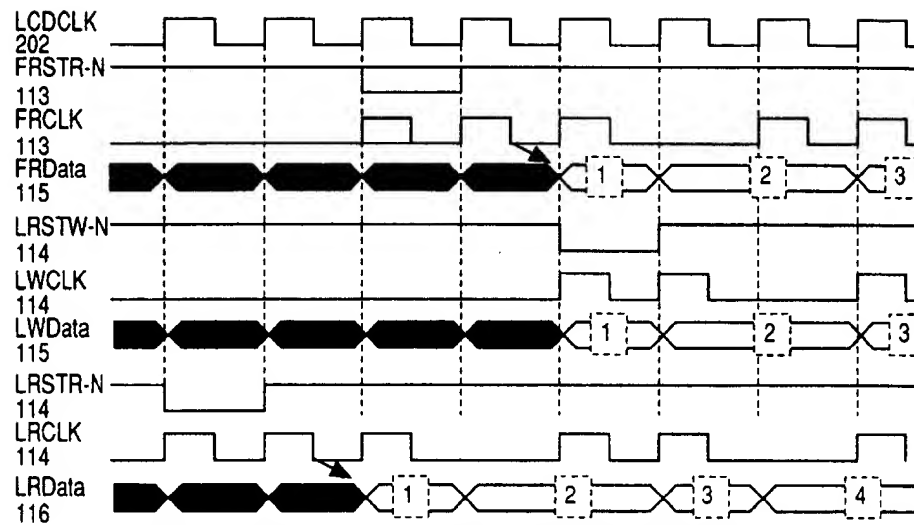 LCDCLK
202
FRSTR-N
113
FRCLK
113
FRData 1 2 3
115
LRSTW-N
114
LWCLK
114
LWData 1 2 3
115
LRSTR-N
114
LRCLK
114
LRData 1 2 3 4
116